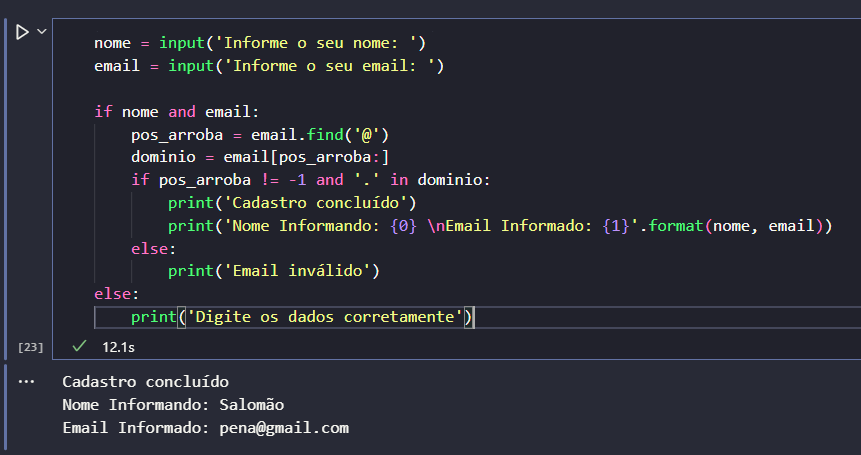 nome = input('Informe o seu nome: ')
email = input('Informe o seu email: ')
if nome and email:
pos_arroba = email.find('@')
dominio = email[pos_arroba:]
if pos_arroba != -1 and '.' in dominio:
print('Cadastro concluído')
print('Nome Informando: {0} \nEmail Informado: {1}'.format(nome, email))
else:
print('Email inválido')
else:
print('Digite os dados corretamente')
[23] 12.1s
... Cadastro concluído
Nome Informando: Salomão
Email Informado: pena@gmail.com